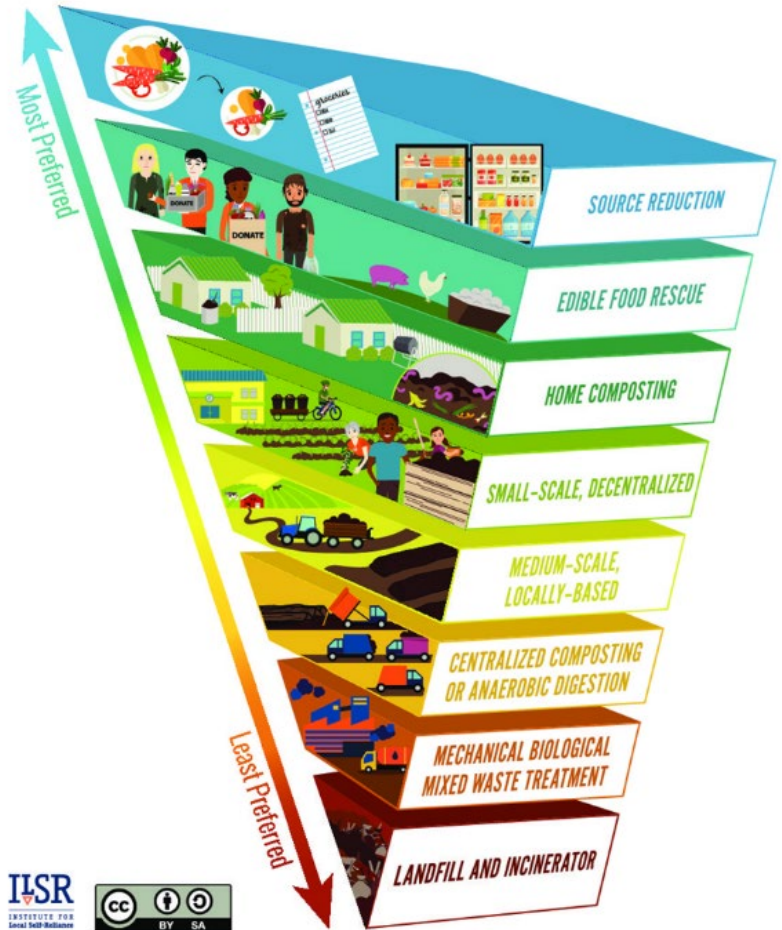 Most Preferred
groceries
SOURCE REDUCTION
DONATE
DONATE
EDIBLE FOOD RESCUE
HOME COMPOSTING
SMALL-SCALE, DECENTRALIZED
MEDIUM-SCALE,
LOCALLY-BASED
CENTRALIZED COMPOSTING
OR ANAEROBIC DIGESTION
MECHANICAL BIOLOGICAL
MIXED WASTE TREATMENT
Least Preferred
LANDFILL AND INCINERATOR
ILSR
INSTITUTE FOR
Local Self-Reliance
cc
BY SA